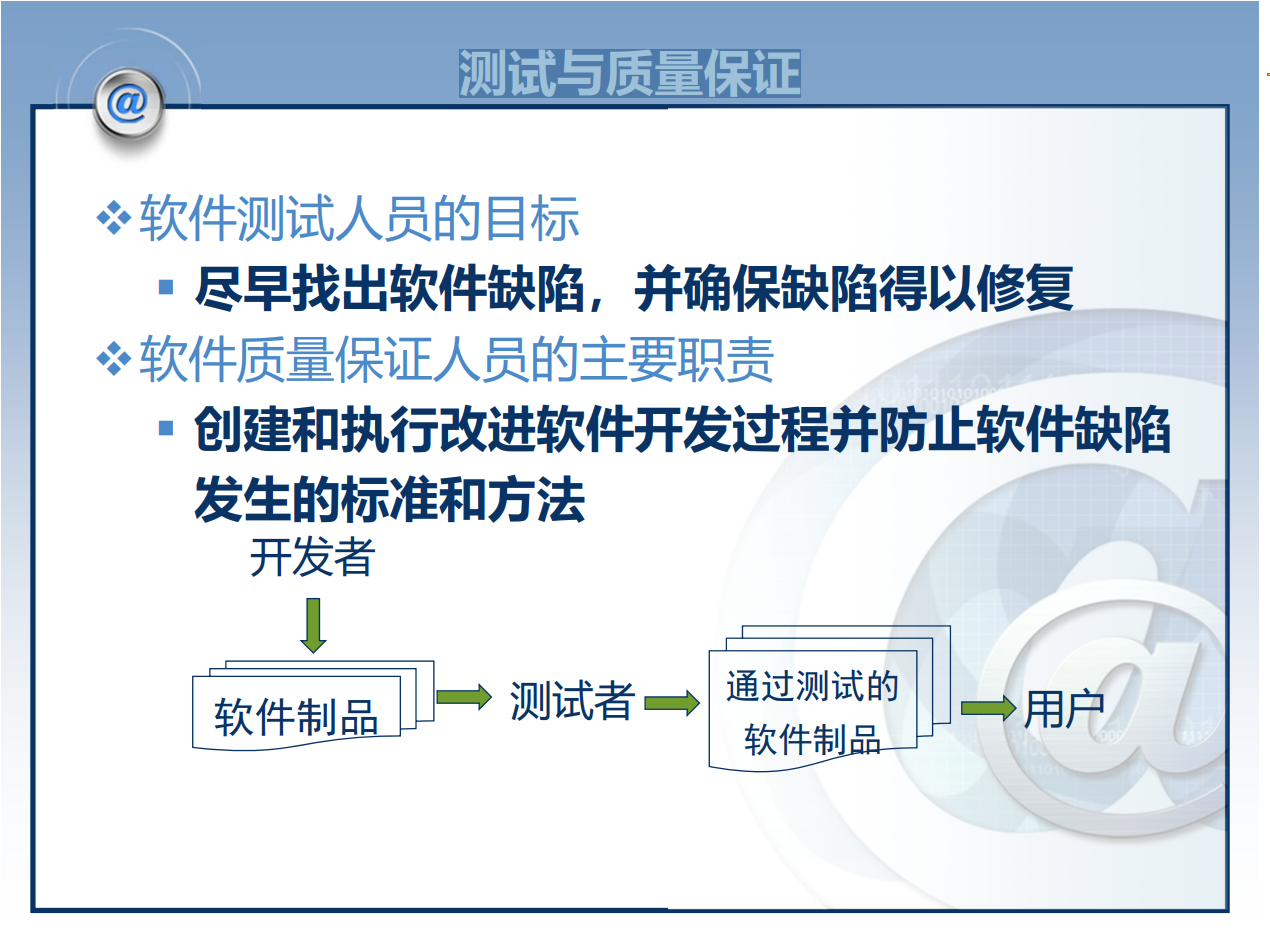 测试与质量保证
@
软件测试人员的目标
尽早找出软件缺陷，并确保缺陷得以修复
软件质量保证人员的主要职责
创建和执行改进软件开发过程并防止软件缺陷
发生的标准和方法
开发者
软件制品
测试者
通过测试的
软件制品
用户